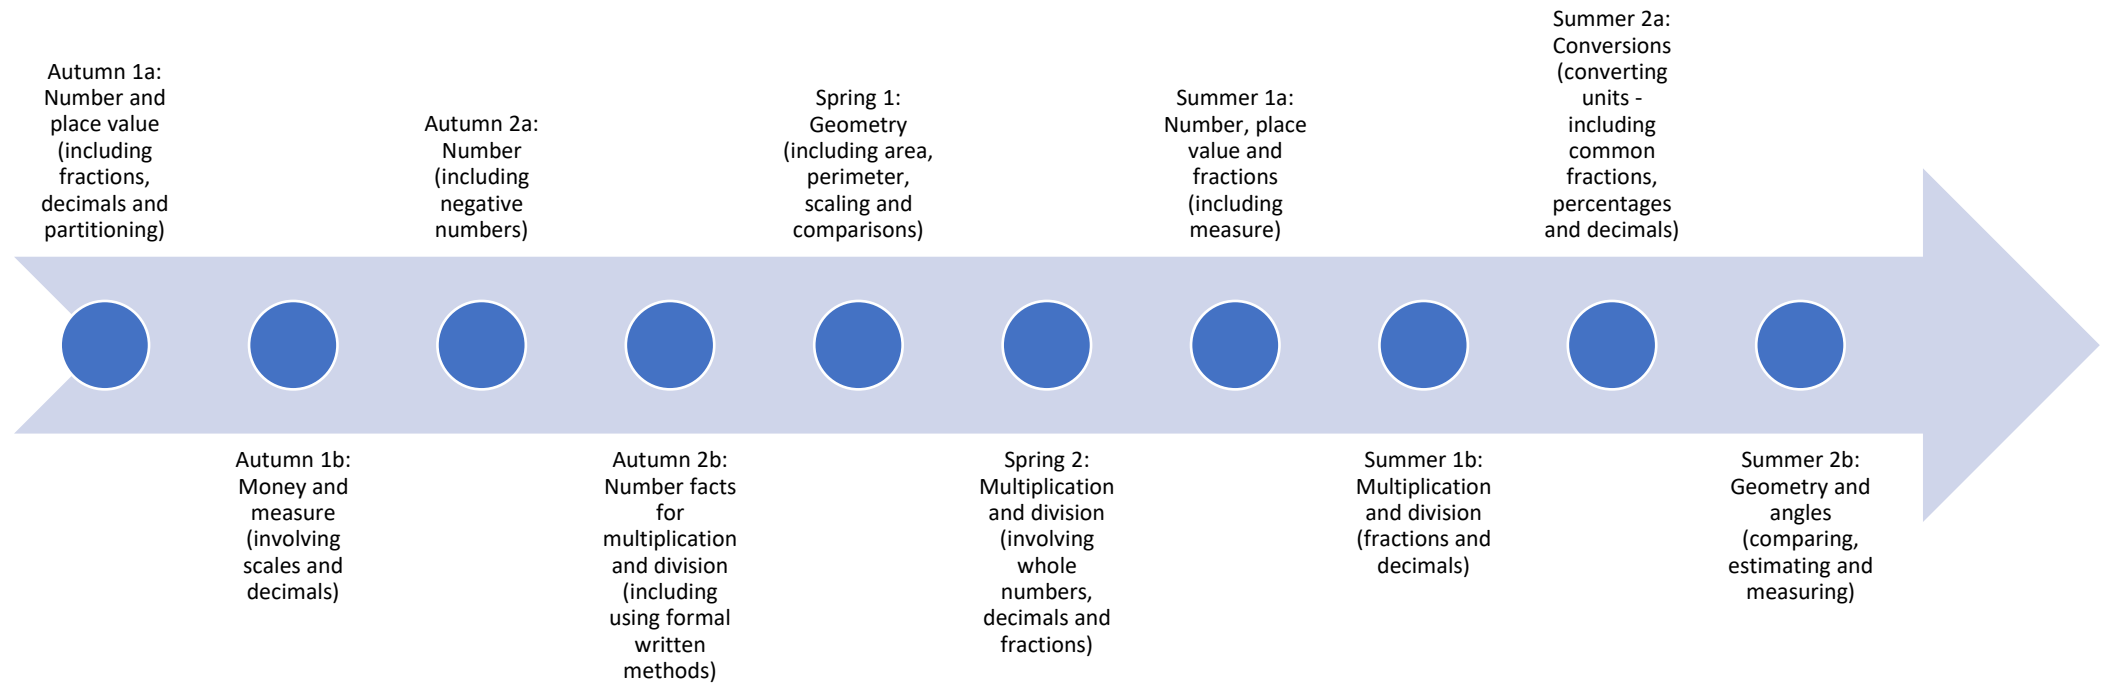 Autumn 1a:
Number and
place value
(including
fractions,
decimals and
partitioning)
Autumn 1b:
Money and
measure
(involving
scales and
decimals)
Autumn 2a:
Number
(including
negative
numbers)
Autumn 2b:
Number facts
for
multiplication
and division
(including
using formal
written
methods)
Spring 1:
Geometry
(including area,
perimeter,
scaling and
comparisons)
Spring 2:
Multiplication
and division
(involving
whole
numbers,
decimals and
fractions)
Summer 1a:
Number, place
value and
fractions
(including
measure)
Summer 1b:
Multiplication
and division
(fractions and
decimals)
Summer 2a:
Conversions
(converting
units -
including
common
fractions,
percentages
and decimals)
Summer 2b:
Geometry and
angles
(comparing,
estimating and
measuring)